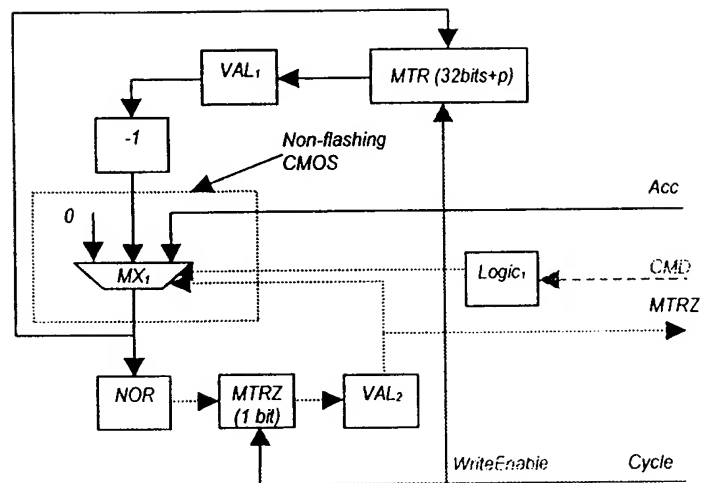 VAL₁
MTR (32bits+p)
-1
Non-flashing
CMOS
Acc
0
MX₁
Logic₁
CMD
MTRZ
NOR
MTRZ
(1 bit)
VAL₂
WriteEnable
Cycle